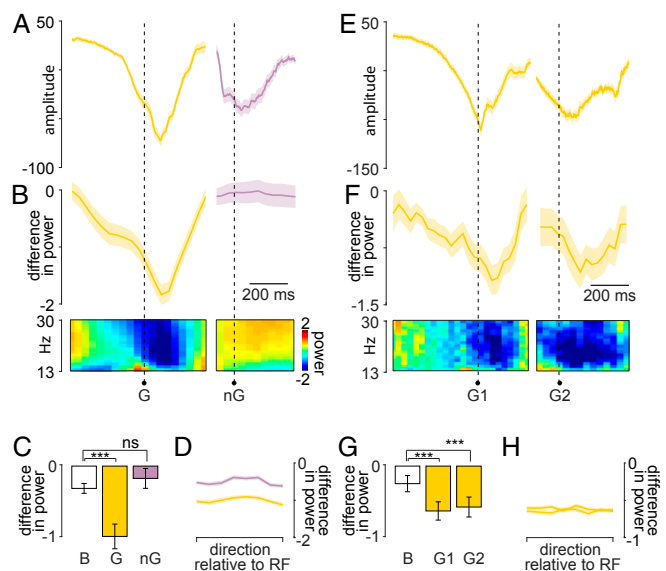 A
50
amplitude
-100
B
0
difference
in power
-2
200 ms
30
Hz
13
2
power
-2
G
nG
E
50
amplitude
-150
F
0
difference
in power
-1.5
200 ms
30
Hz
13
G1
G2
C
0
difference
in power
-1
ns
***
B
G
nG
D
0
difference
in power
-2
direction
relative to RF
G
0
difference
in power
-1
***
***
B
G1
G2
H
0
difference
in power
-1
direction
relative to RF